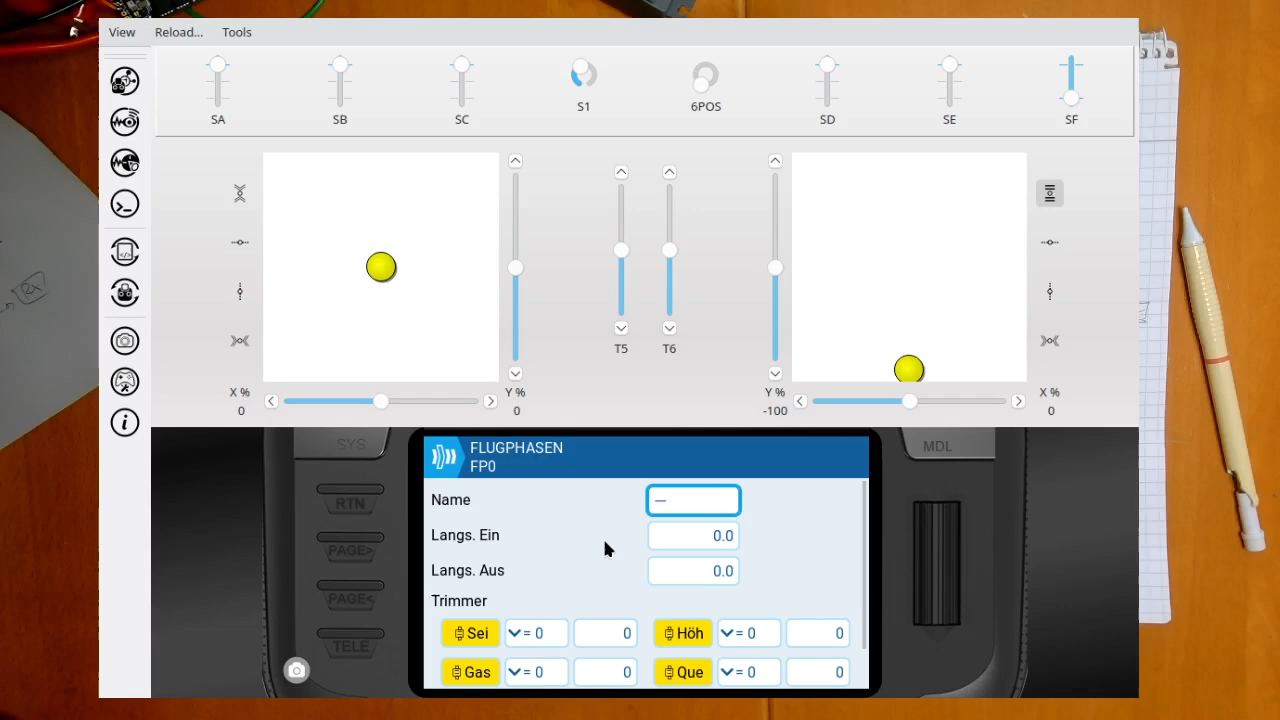 View Reload... Tools
SA SB SC S1 6POS SD SE SF
T5 T6
X % Y % Y % X %
0 0 -100 0
SYS MDL
FLUGPHASEN
FP0
RTN
Name —
PAGE> Langs. Ein 0.0
Langs. Aus 0.0
PAGE< Trimmer
TELE Sei = 0 0 Höh = 0 0
Gas = 0 0 Que = 0 0